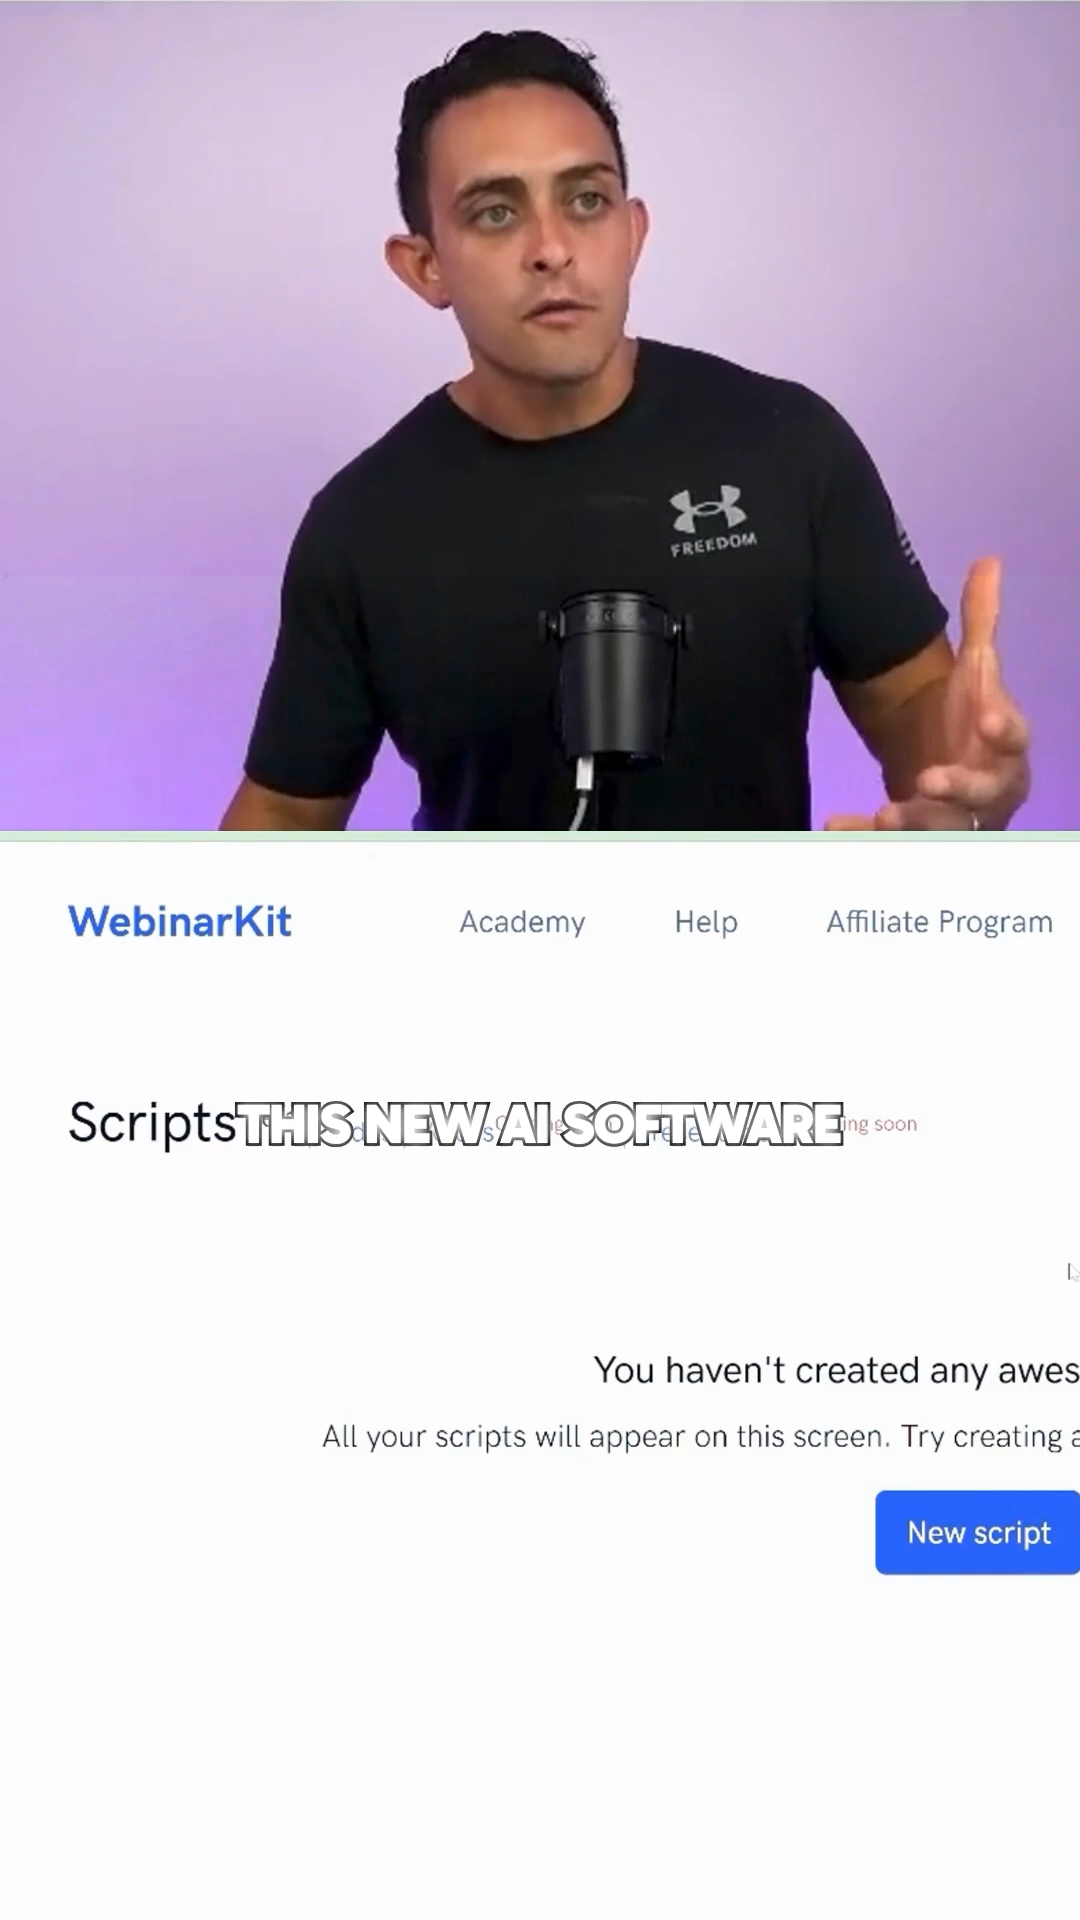 FREEDOM
WebinarKit Academy Help Affiliate Program
Scripts THIS NEW AI SOFTWARE ing soon
You haven't created any awes
All your scripts will appear on this screen. Try creating a
New script